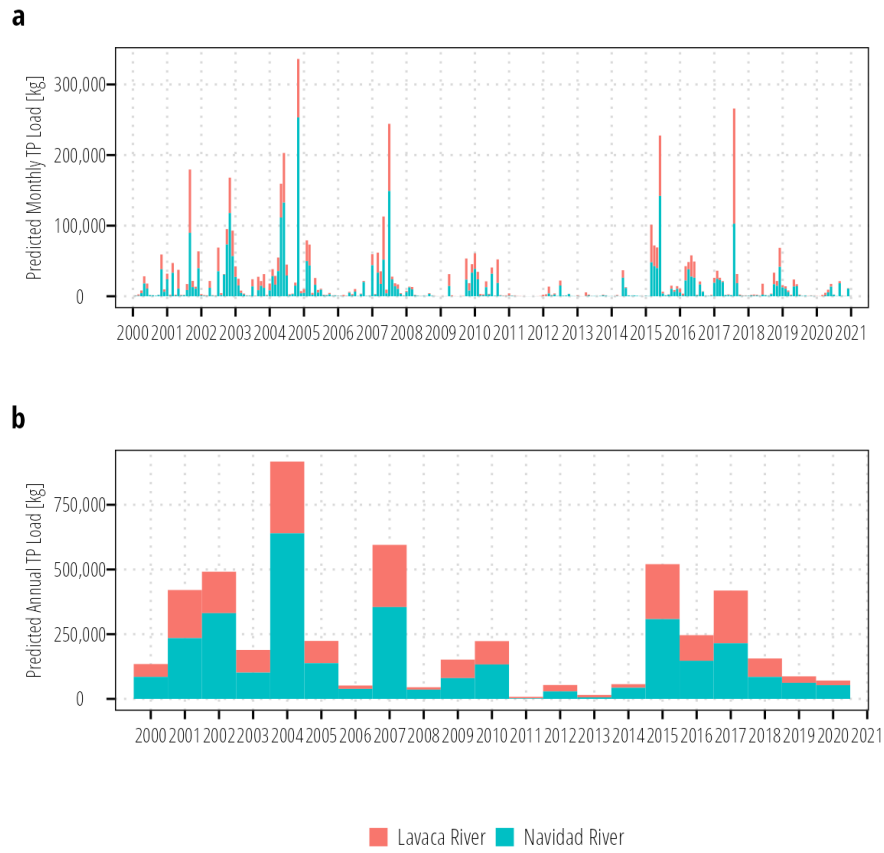 a
Predicted Monthly TP Load [kg]
300,000
200,000
100,000
0
2000 2001 2002 2003 2004 2005 2006 2007 2008 2009 2010 2011 2012 2013 2014 2015 2016 2017 2018 2019 2020 2021
b
Predicted Annual TP Load [kg]
750,000
500,000
250,000
0
2000 2001 2002 2003 2004 2005 2006 2007 2008 2009 2010 2011 2012 2013 2014 2015 2016 2017 2018 2019 2020 2021
Lavaca River Navidad River